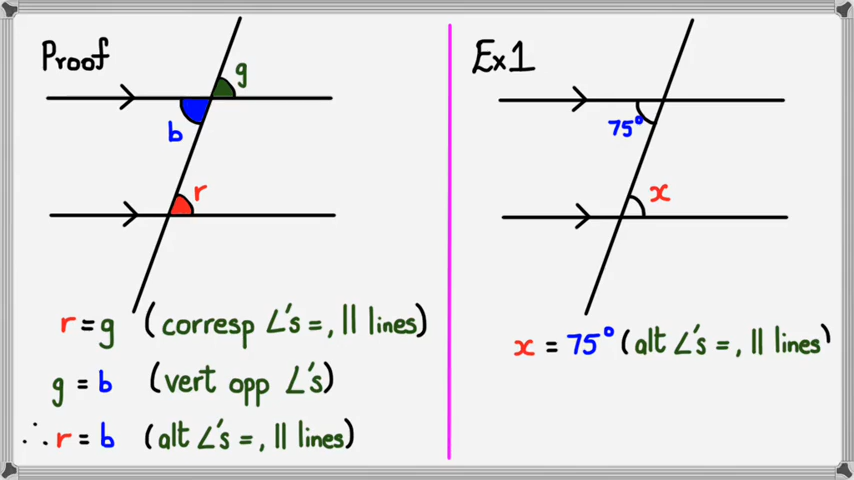 Proof
g
b
r
r = g (corresp ∠'s =, || lines)
g = b (vert opp ∠'s)
∴ r = b (alt ∠'s =, || lines)
Ex1
75°
x
x = 75° (alt ∠'s =, || lines)